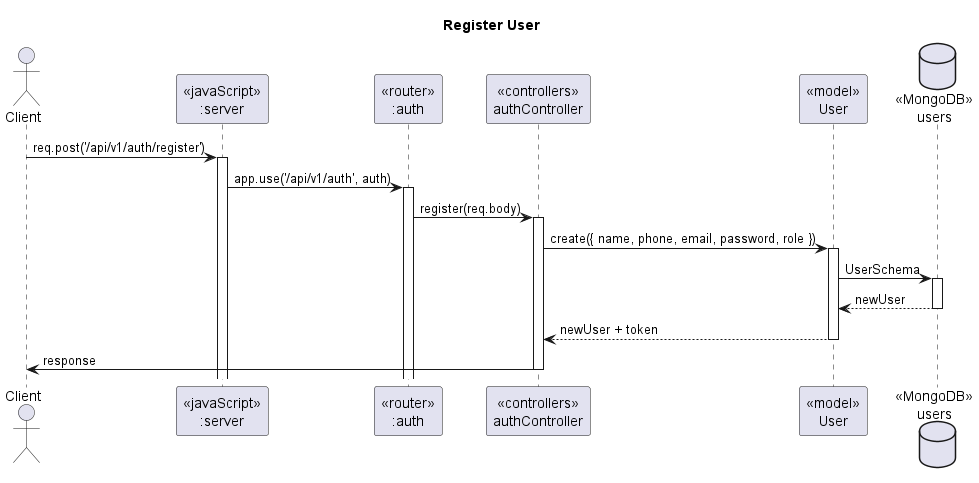 Register User
Client
«javaScript»
:server
«router»
:auth
«controllers»
authController
«model»
User
«MongoDB»
users
req.post('/api/v1/auth/register')
app.use('/api/v1/auth', auth)
register(req.body)
create({ name, phone, email, password, role })
UserSchema
newUser
newUser + token
response
Client
«javaScript»
:server
«router»
:auth
«controllers»
authController
«model»
User
«MongoDB»
users